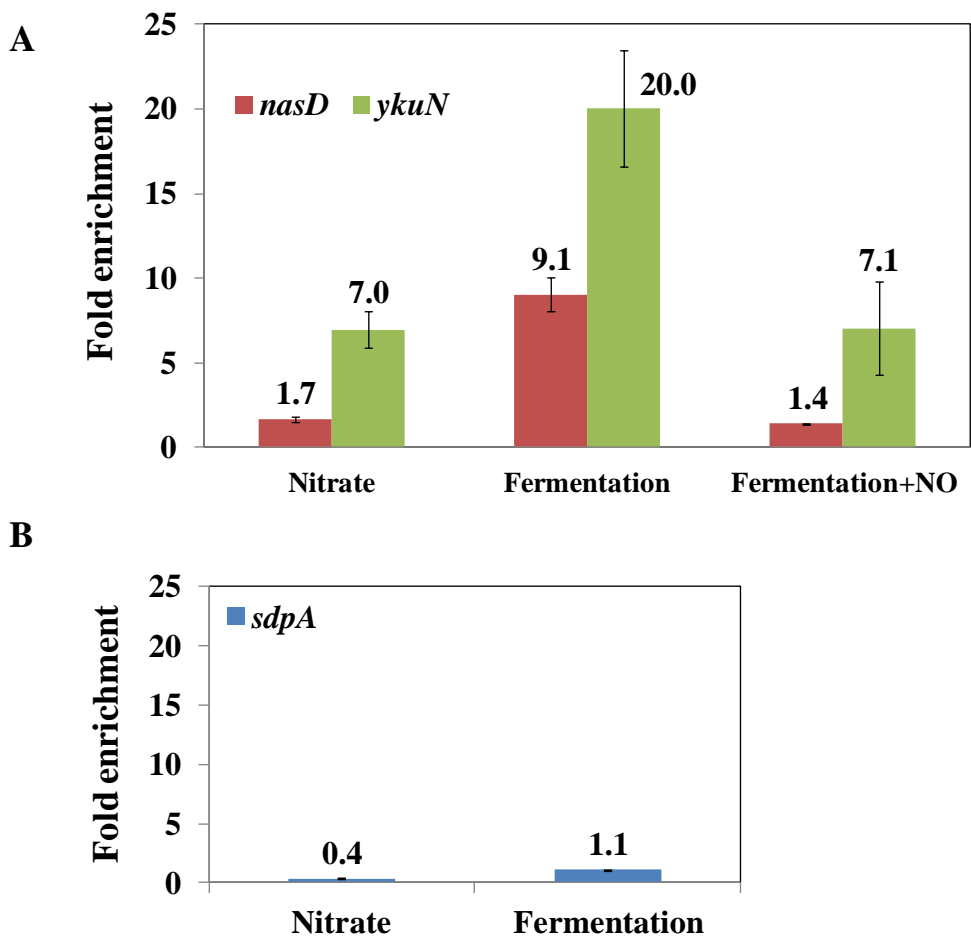 A
Fold enrichment
25
20
15
10
5
0
nasD ykuN
1.7
7.0
9.1
20.0
1.4
7.1
Nitrate Fermentation Fermentation+NO
B
Fold enrichment
25
20
15
10
5
0
sdpA
0.4
1.1
Nitrate Fermentation